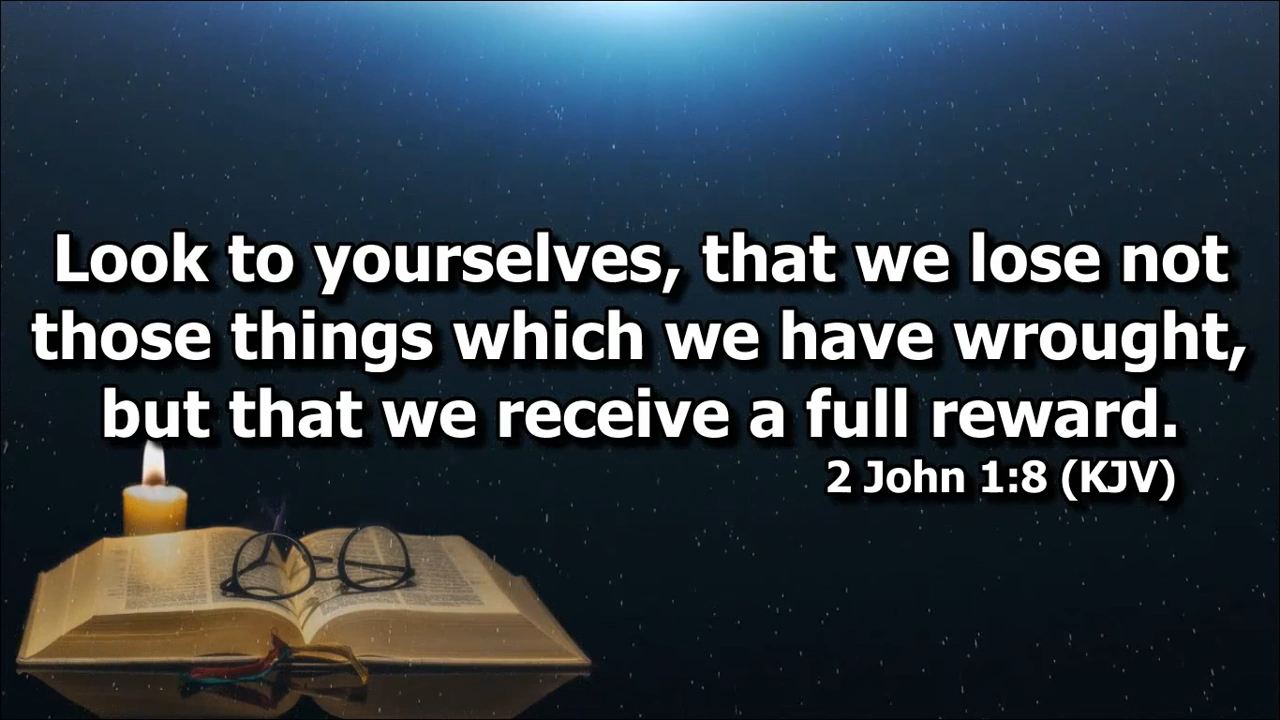 Look to yourselves, that we lose not
those things which we have wrought,
but that we receive a full reward.
2 John 1:8 (KJV)